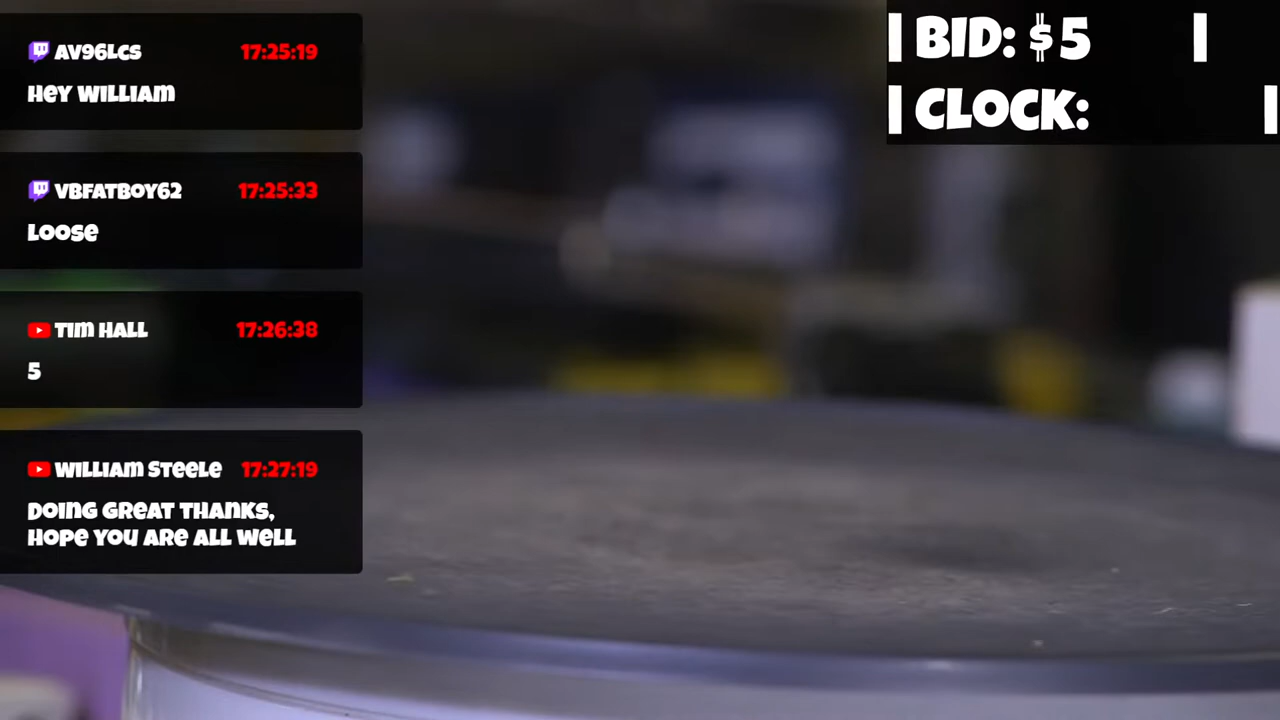 AV96LCS 17:25:19
HEY WILLIAM
VBFATBOY62 17:25:33
LOOSE
TIM HALL 17:26:38
5
WILLIAM STEELE 17:27:19
DOING GREAT THANKS,
HOPE YOU ARE ALL WELL
| BID: $5 |
| CLOCK: |